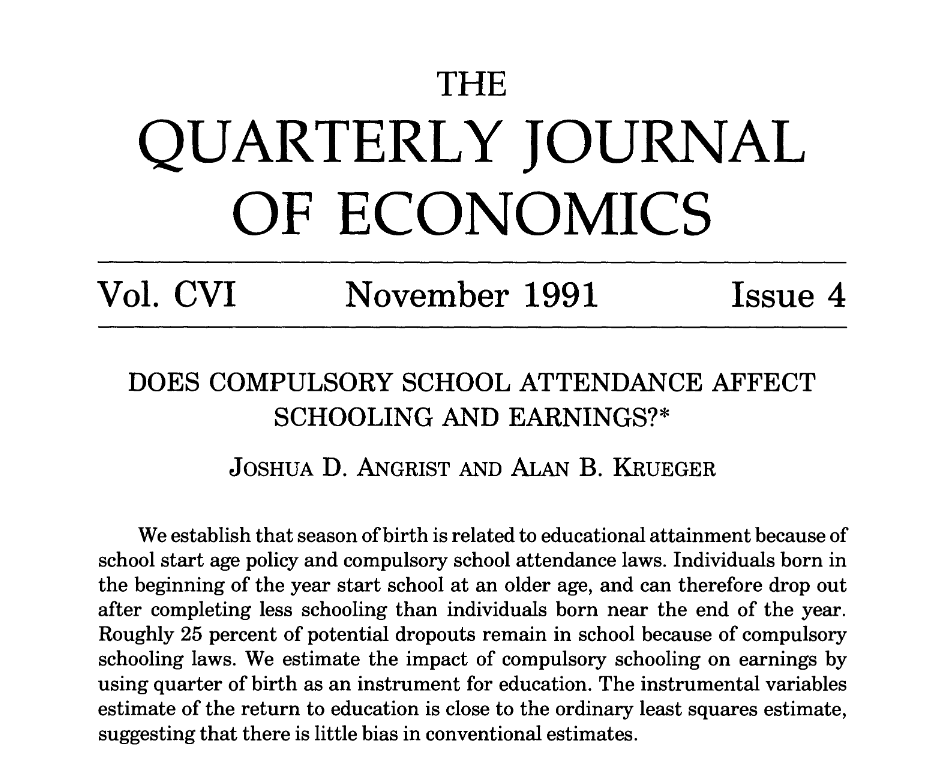 THE
QUARTERLY JOURNAL
OF ECONOMICS
Vol. CVI November 1991 Issue 4
DOES COMPULSORY SCHOOL ATTENDANCE AFFECT
SCHOOLING AND EARNINGS?*
JOSHUA D. ANGRIST AND ALAN B. KRUEGER
We establish that season of birth is related to educational attainment because of
school start age policy and compulsory school attendance laws. Individuals born in
the beginning of the year start school at an older age, and can therefore drop out
after completing less schooling than individuals born near the end of the year.
Roughly 25 percent of potential dropouts remain in school because of compulsory
schooling laws. We estimate the impact of compulsory schooling on earnings by
using quarter of birth as an instrument for education. The instrumental variables
estimate of the return to education is close to the ordinary least squares estimate,
suggesting that there is little bias in conventional estimates.